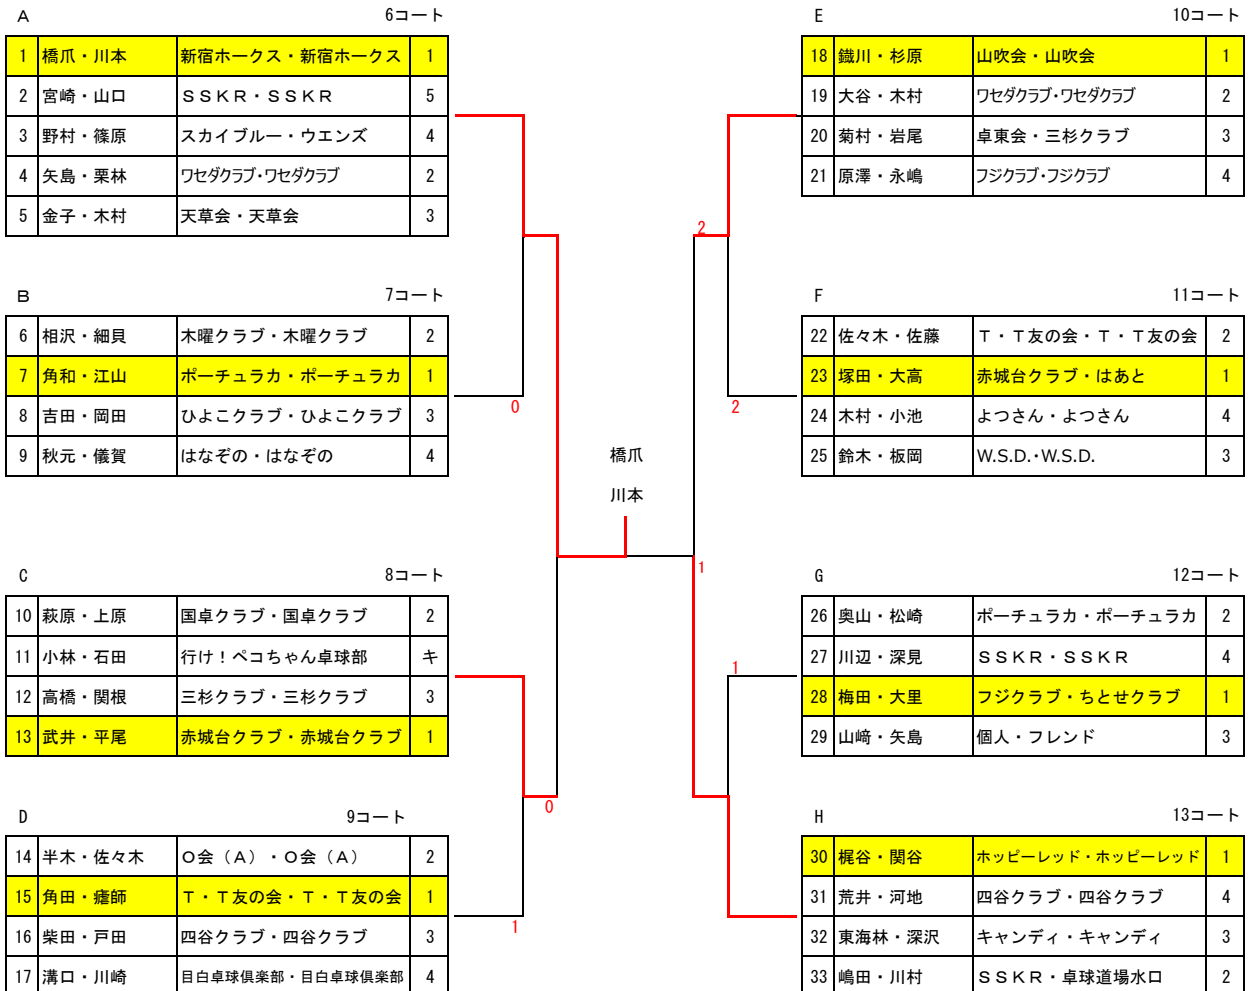 A 6コート
1 橋爪・川本 新宿ホークス・新宿ホークス 1
2 宮崎・山口 ＳＳＫＲ・ＳＳＫＲ 5
3 野村・篠原 スカイブルー・ウエンズ 4
4 矢島・栗林 ワセダクラブ・ワセダクラブ 2
5 金子・木村 天草会・天草会 3
B 7コート
6 相沢・細貝 木曜クラブ・木曜クラブ 2
7 角和・江山 ポーチュラカ・ポーチュラカ 1
8 吉田・岡田 ひよこクラブ・ひよこクラブ 3
9 秋元・儀賀 はなぞの・はなぞの 4
C 8コート
10 萩原・上原 国卓クラブ・国卓クラブ 2
11 小林・石田 行け！ペコちゃん卓球部 キ
12 高橋・関根 三杉クラブ・三杉クラブ 3
13 武井・平尾 赤城台クラブ・赤城台クラブ 1
D 9コート
14 半木・佐々木 Ｏ会（Ａ）・Ｏ会（Ａ） 2
15 角田・瘧師 Ｔ・Ｔ友の会・Ｔ・Ｔ友の会 1
16 柴田・戸田 四谷クラブ・四谷クラブ 3
17 溝口・川崎 目白卓球倶楽部・目白卓球倶楽部 4
0
0
1
橋爪
川本
2
2
1
1
E 10コート
18 鐵川・杉原 山吹会・山吹会 1
19 大谷・木村 ワセダクラブ・ワセダクラブ 2
20 菊村・岩尾 卓東会・三杉クラブ 3
21 原澤・永嶋 フジクラブ・フジクラブ 4
F 11コート
22 佐々木・佐藤 Ｔ・Ｔ友の会・Ｔ・Ｔ友の会 2
23 塚田・大高 赤城台クラブ・はあと 1
24 木村・小池 よつさん・よつさん 4
25 鈴木・板岡 W.S.D.・W.S.D. 3
G 12コート
26 奥山・松崎 ポーチュラカ・ポーチュラカ 2
27 川辺・深見 ＳＳＫＲ・ＳＳＫＲ 4
28 梅田・大里 フジクラブ・ちとせクラブ 1
29 山﨑・矢島 個人・フレンド 3
H 13コート
30 梶谷・関谷 ホッピーレッド・ホッピーレッド 1
31 荒井・河地 四谷クラブ・四谷クラブ 4
32 東海林・深沢 キャンディ・キャンディ 3
33 嶋田・川村 ＳＳＫＲ・卓球道場水口 2